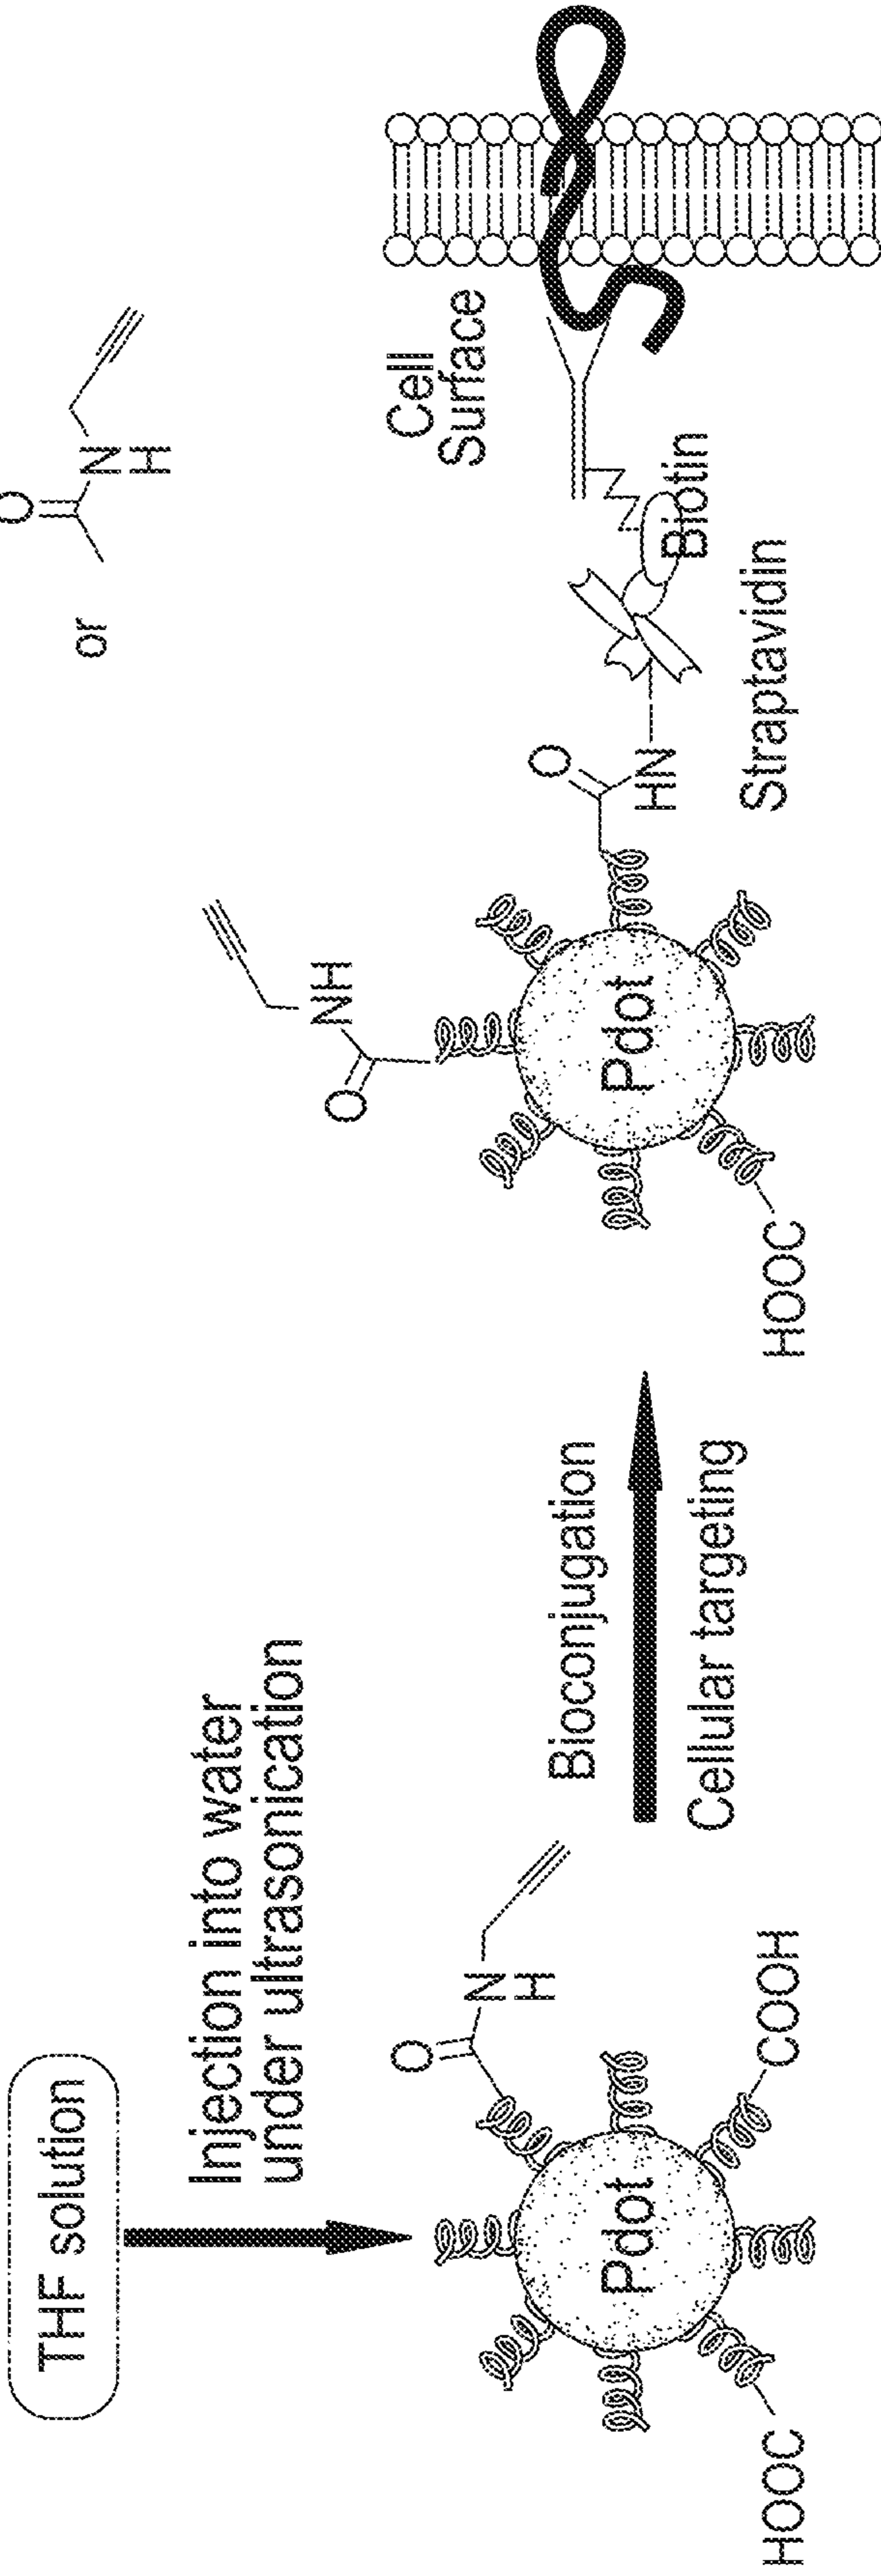 O
N
H
or
THF solution
Injection into water
under ultrasonication
O
N
H
Pdot
HOOC
COOH
Bioconjugation
Cellular targeting
O
NH
Pdot
HOOC
O
HN
Straptavidin
Biotin
Cell
Surface